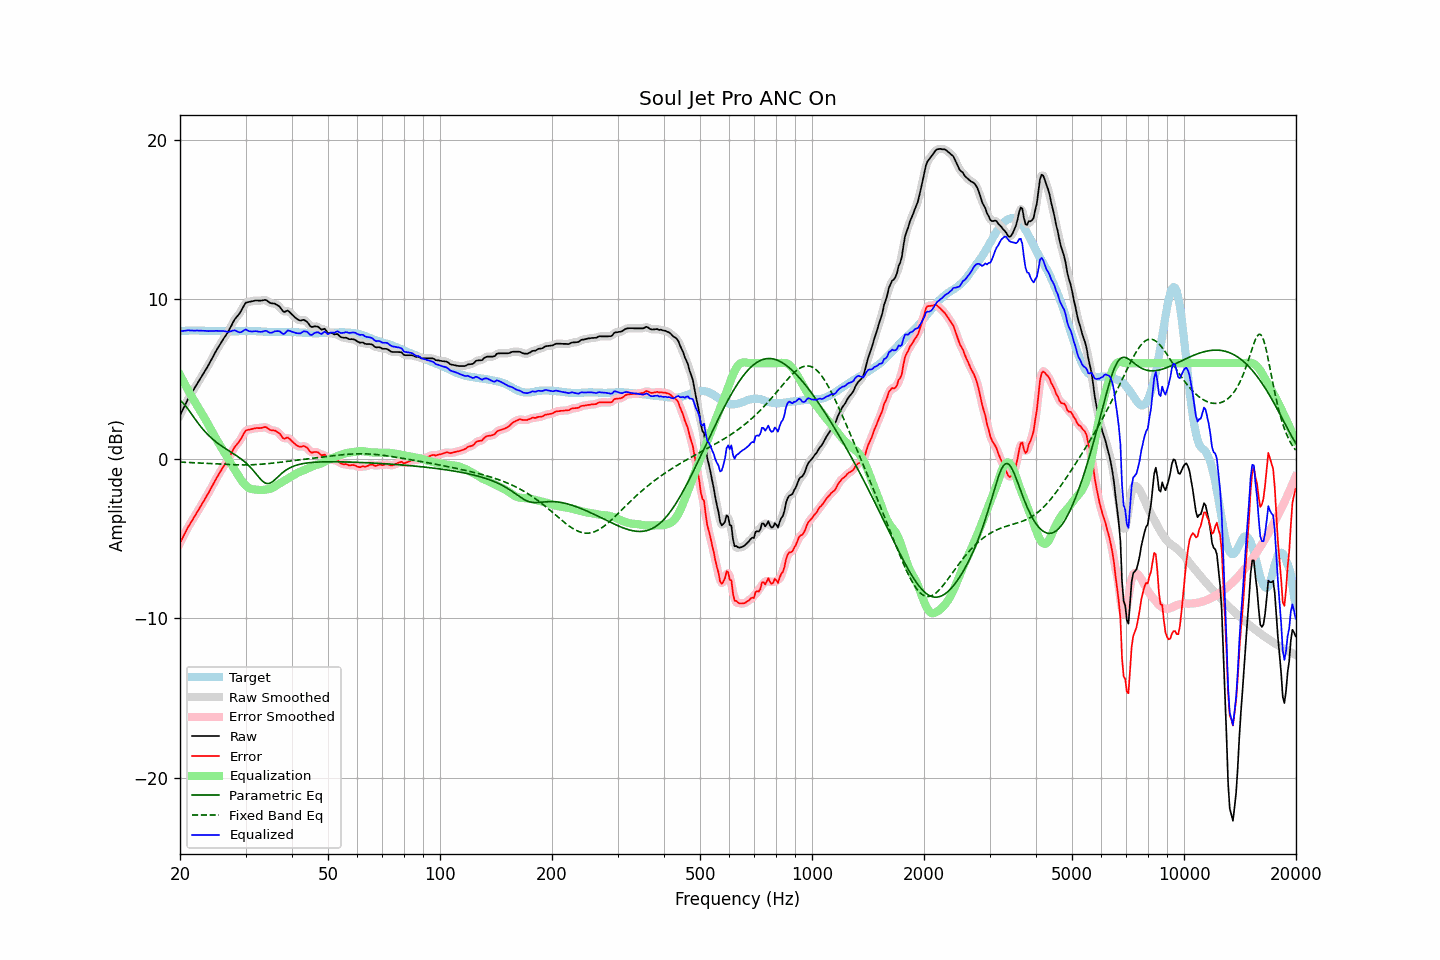 Soul Jet Pro ANC On
Amplitude (dBr)
20
10
0
−10
−20
Target
Raw Smoothed
Error Smoothed
Raw
Error
Equalization
Parametric Eq
Fixed Band Eq
Equalized
20 50 100 200 500 1000 2000 5000 10000 20000
Frequency (Hz)